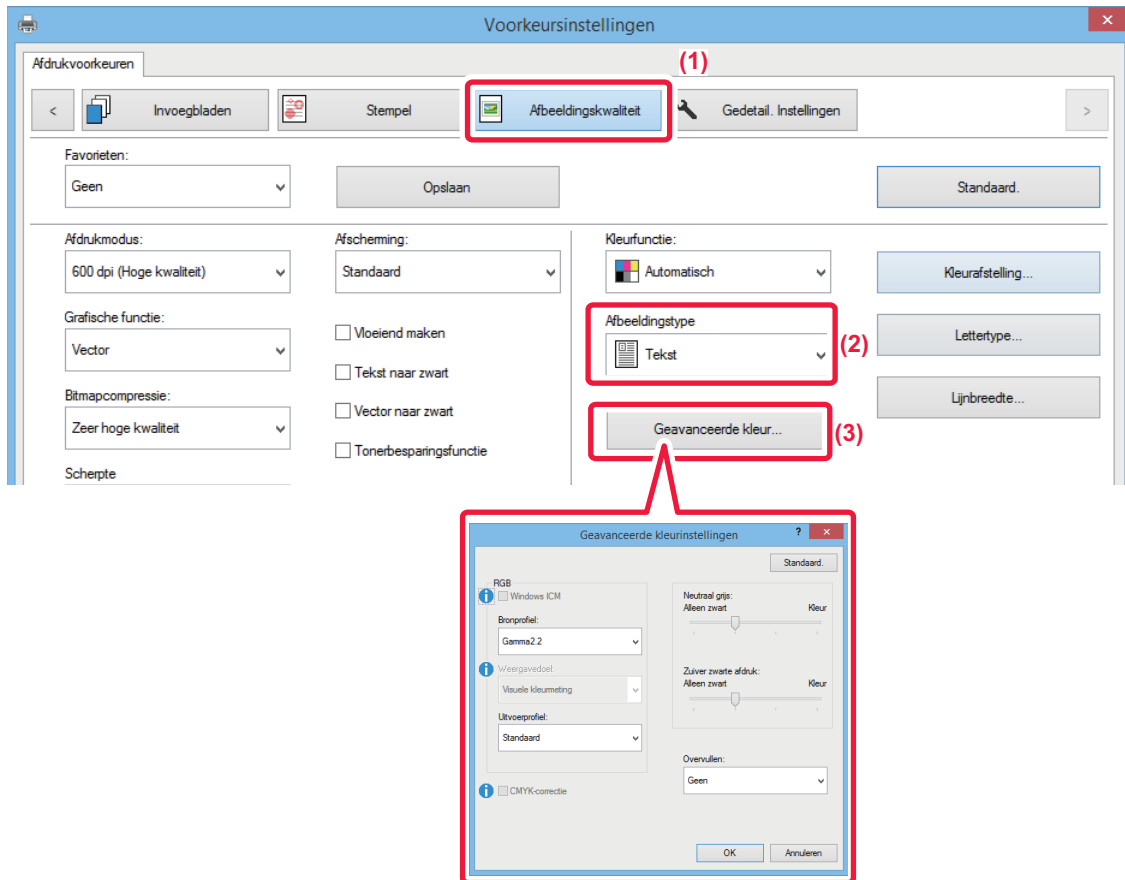 Voorkeursinstellingen
Afdrukvoorkeuren
(1)
< Invoegbladen Stempel Afbeeldingskwaliteit Gedetail. Instellingen >
Favorieten:
Geen Opslaan Standaard.
Afdrukmodus: Afscherming: Kleurfunctie:
600 dpi (Hoge kwaliteit) Standaard Automatisch Kleurafstelling...
Grafische functie: Afbeeldingstype
Vector Vloeiend maken Tekst (2) Lettertype...
Tekst naar zwart
Bitmapcompressie: Lijnbreedte...
Zeer hoge kwaliteit Vector naar zwart Geavanceerde kleur... (3)
Tonerbesparingsfunctie
Scherpte
Geavanceerde kleurinstellingen ? ×
Standaard.
RGB
Windows ICM
Bronprofiel:
Gamma2.2
Weergavedoel:
Visuele kleurmeting
Uitvoerprofiel:
Standaard
CMYK-correctie
Neutraal grijs:
Alleen zwart Kleur
Zuiver zwarte afdruk:
Alleen zwart Kleur
Overvullen:
Geen
OK Annuleren